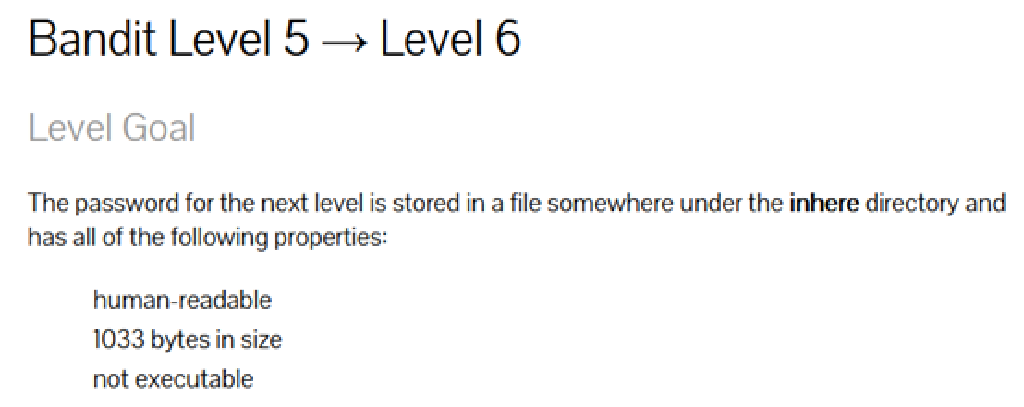 Bandit Level 5 → Level 6
Level Goal
The password for the next level is stored in a file somewhere under the inhere directory and
has all of the following properties:
human-readable
1033 bytes in size
not executable